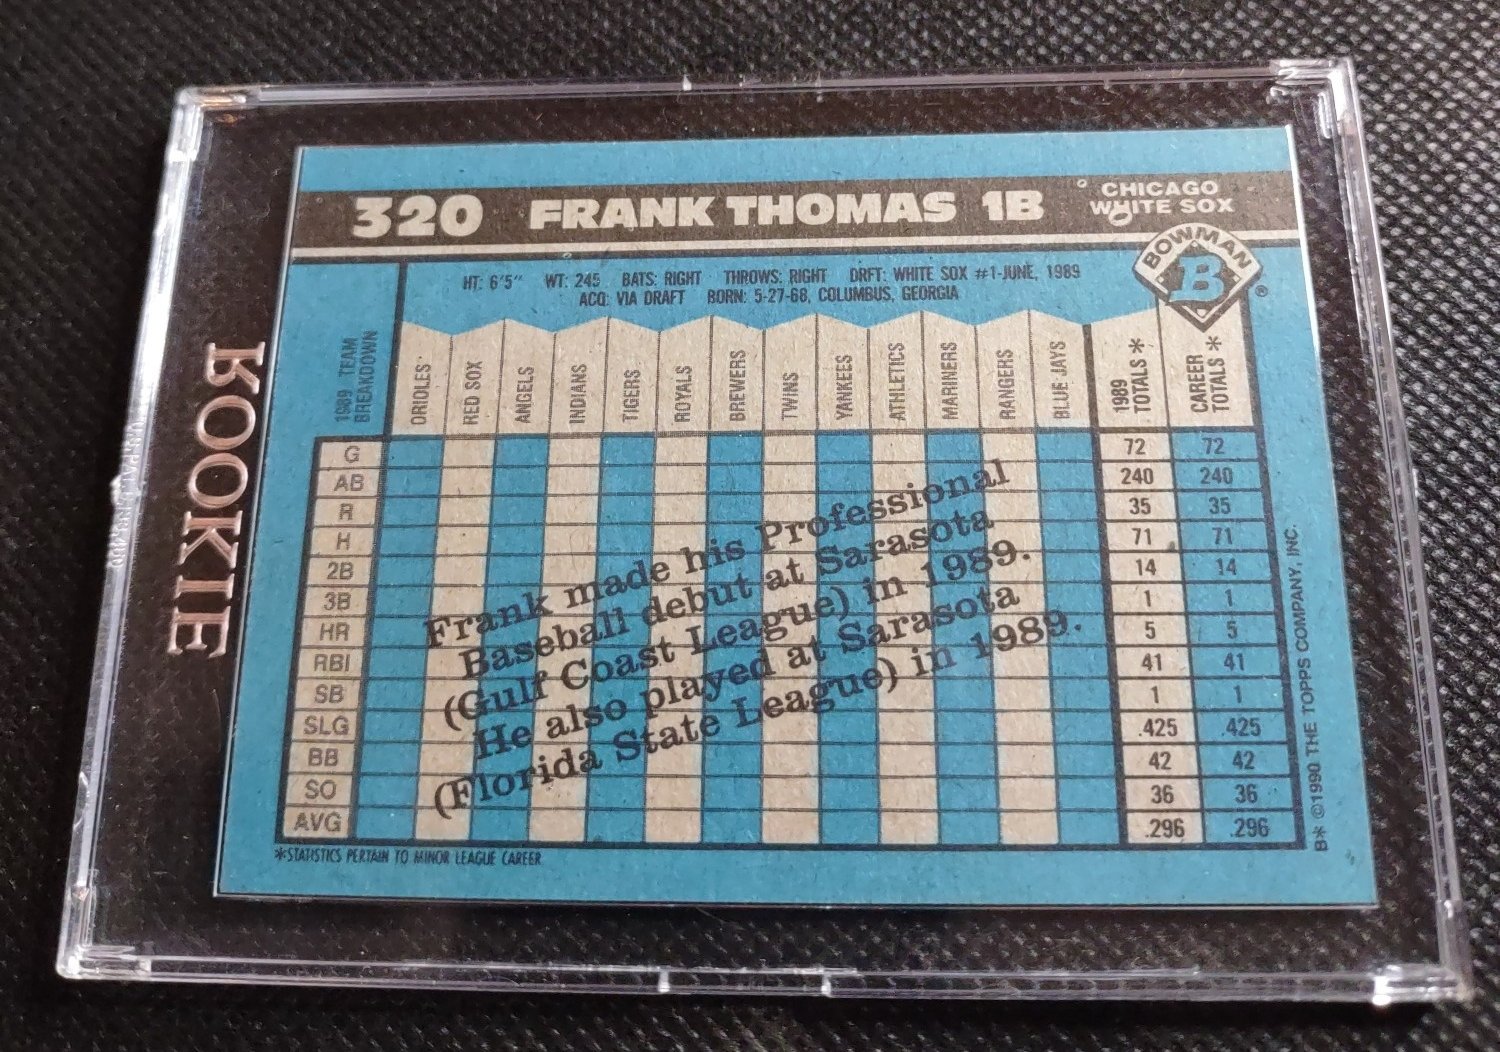 320 FRANK THOMAS 1B CHICAGO
WHITE SOX
BOWMAN
B
®
HT: 6'5" WT: 245 BATS: RIGHT THROWS: RIGHT DRFT: WHITE SOX #1-JUNE, 1989
ACQ: VIA DRAFT BORN: 5-27-68, COLUMBUS, GEORGIA
1989 TEAM
BREAKDOWN
ORIOLES
RED SOX
ANGELS
INDIANS
TIGERS
ROYALS
BREWERS
TWINS
YANKEES
ATHLETICS
MARINERS
RANGERS
BLUE JAYS
1989
TOTALS *
CAREER
TOTALS *
G 72 72
AB 240 240
R 35 35
H 71 71
2B 14 14
3B 1 1
HR 5 5
RBI 41 41
SB 1 1
SLG .425 .425
BB 42 42
SO 36 36
AVG .296 .296
Frank made his Professional
Baseball debut at Sarasota
(Gulf Coast League) in 1989.
He also played at Sarasota
(Florida State League) in 1989.
*STATISTICS PERTAIN TO MINOR LEAGUE CAREER
B* ©1990 THE TOPPS COMPANY, INC.
ROOKIE